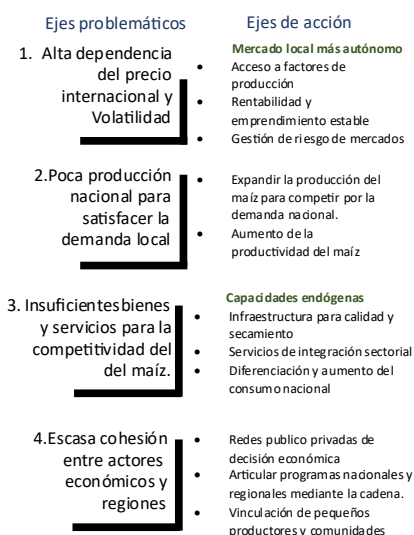 Ejes problemáticos
Ejes de acción
1. Alta dependencia
del precio
internacional y
Volatilidad
Mercado local más autónomo
• Acceso a factores de
producción
• Rentabilidad y
emprendimiento estable
• Gestión de riesgo de mercados
2.Poca producción
nacional para
satisfacer la
demanda local
• Expandir la producción del
maíz para competir por la
demanda nacional.
• Aumento de la
productividad del maíz
3. Insuficientes bienes
y servicios para la
competitividad del
del maíz.
Capacidades endógenas
• Infraestructura para calidad y
secamiento
• Servicios de integración sectorial
• Diferenciación y aumento del
consumo nacional
4.Escasa cohesión
entre actores
económicos y
regiones
• Redes publico privadas de
decisión económica
• Articular programas nacionales y
regionales mediante la cadena.
• Vinculación de pequeños
productores y comunidades